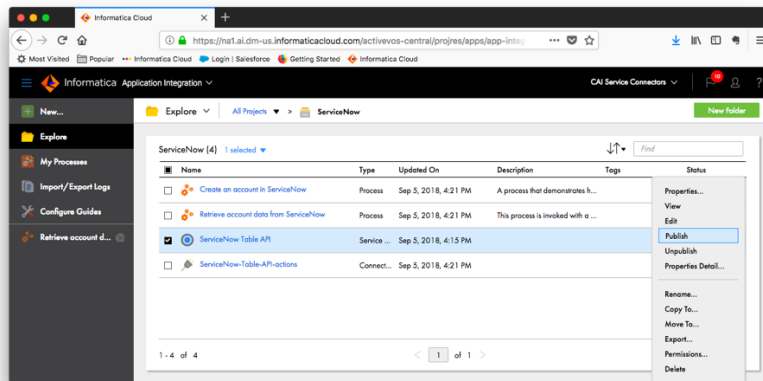 Informatica Cloud
https://na1.ai.dm-us.informaticacloud.com/activevos-central/projres/apps/app-integ
Most Visited Popular Informatica Cloud Login | Salesforce Getting Started Informatica Cloud
Informatica Application Integration CAI Service Connectors 10 ?
New... Explore All Projects > ServiceNow New Folder
Explore
My Processes
Import/Export Logs
Configure Guides
Retrieve account d...
ServiceNow (4) 1 selected Find
Name Type Updated On Description Tags Status
Create an account in ServiceNow Process Sep 5, 2018, 4:21 PM A process that demonstrates h...
Retrieve account data from ServiceNow Process Sep 5, 2018, 4:21 PM This process is invoked with a ...
ServiceNow Table API Service ... Sep 5, 2018, 4:15 PM
ServiceNow-Table-API-actions Connect... Sep 5, 2018, 4:21 PM
Properties...
View
Edit
Publish
Unpublish
Properties Detail...
Rename...
Copy To...
Move To...
Export...
Permissions...
Delete
1 - 4 of 4 < 1 of 1 >